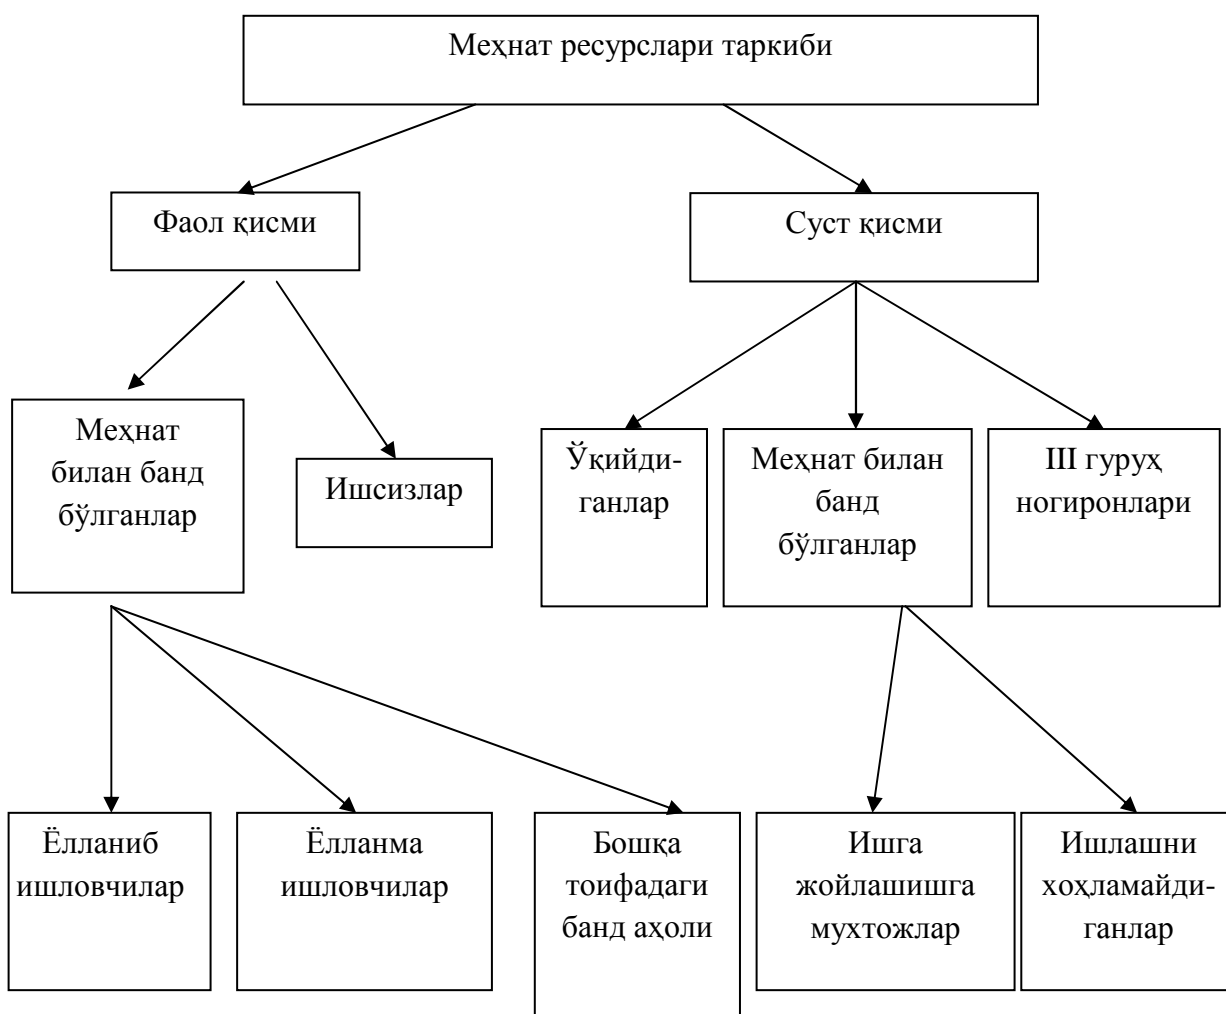 Меҳнат ресурслари таркиби
Фаол қисми
Суст қисми
Меҳнат
билан банд
бўлганлар
Ишсизлар
Ўқийди-
ганлар
Меҳнат билан
банд
бўлганлар
III гуруҳ
ногиронлари
Ёлланиб
ишловчилар
Ёлланма
ишловчилар
Бошқа
тоифадаги
банд аҳоли
Ишга
жойлашишга
мухтожлар
Ишлашни
хоҳламайди-
ганлар